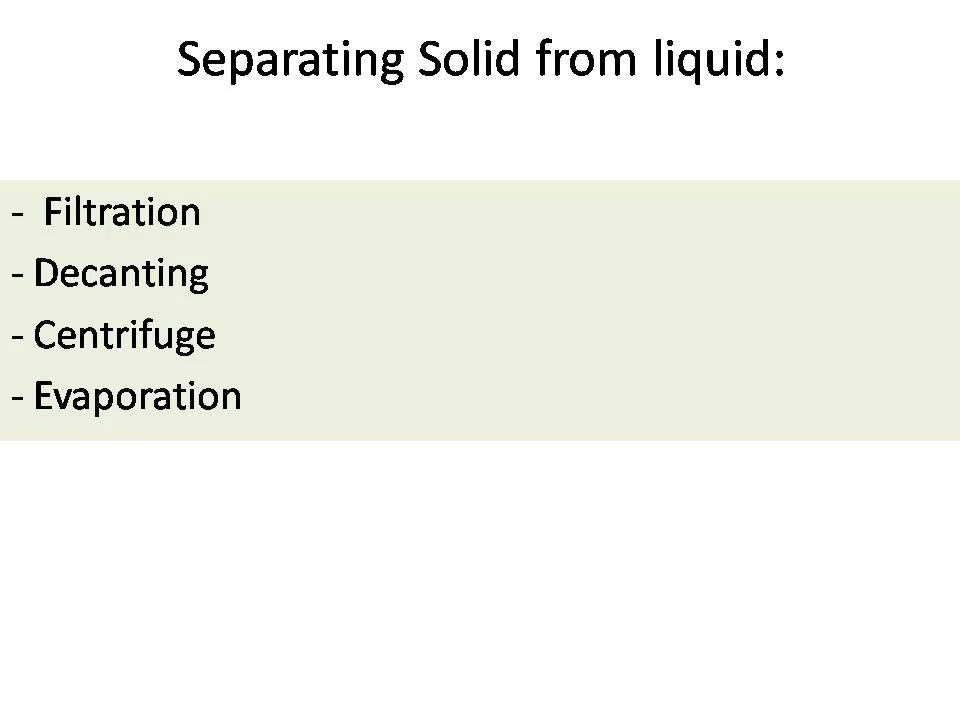 Separating Solid from liquid:
-  Filtration
- Decanting
- Centrifuge
- Evaporation